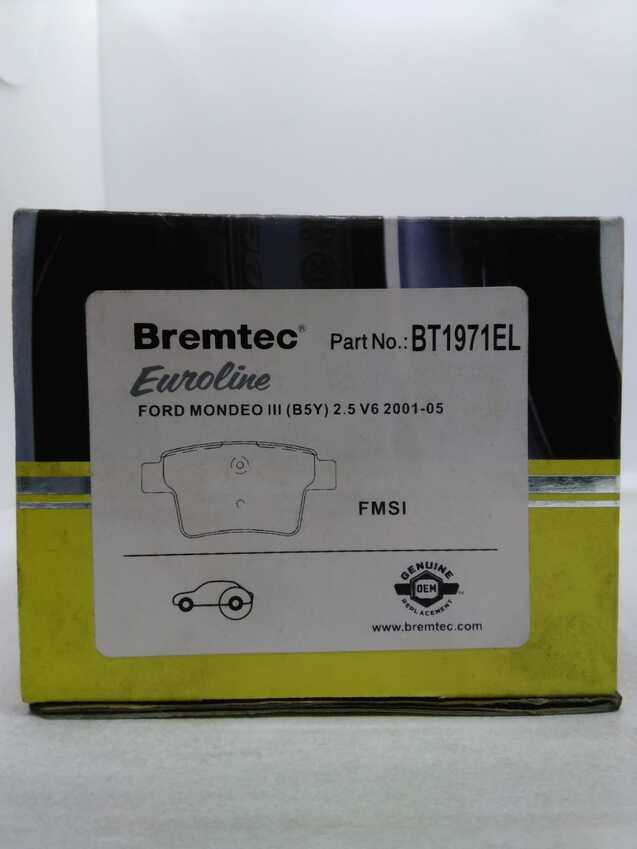 Bremtec® Part No.: BT1971EL
Euroline
FORD MONDEO III (B5Y) 2.5 V6 2001-05
FMSI
GENUINE
OEM
REPLACEMENT
www.bremtec.com